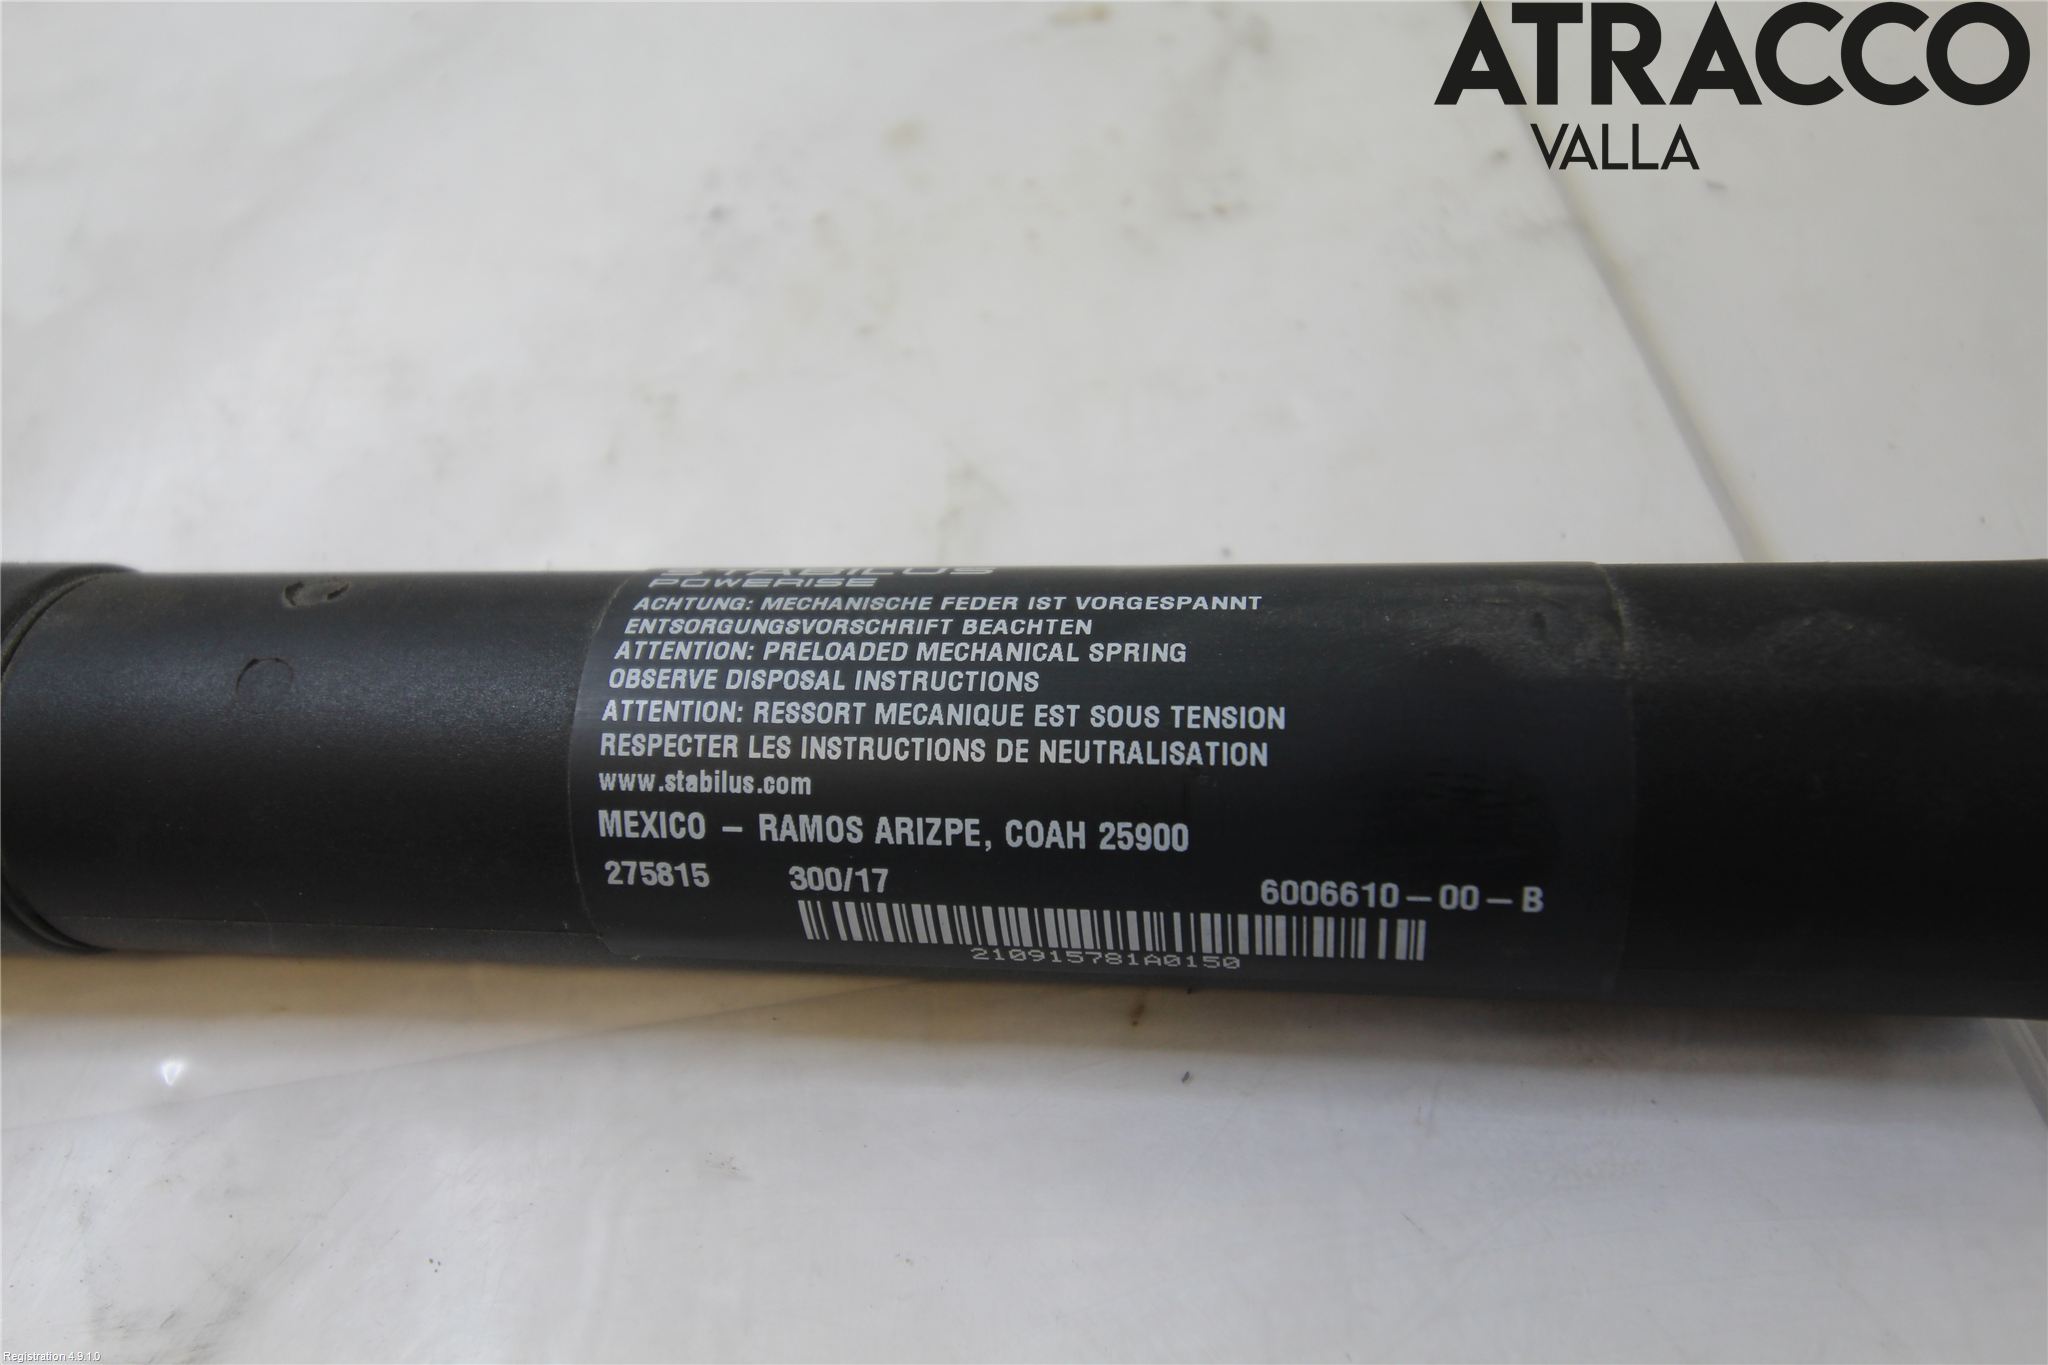 ATRACCO
VALLA
STABILUS
POWERISE
ACHTUNG: MECHANISCHE FEDER IST VORGESPANNT
ENTSORGUNGSVORSCHRIFT BEACHTEN
ATTENTION: PRELOADED MECHANICAL SPRING
OBSERVE DISPOSAL INSTRUCTIONS
ATTENTION: RESSORT MECANIQUE EST SOUS TENSION
RESPECTER LES INSTRUCTIONS DE NEUTRALISATION
www.stabilus.com
MEXICO – RAMOS ARIZPE, COAH 25900
275815 300/17 6006610–00–B
210915781A0150
Registration 4.9.1.0